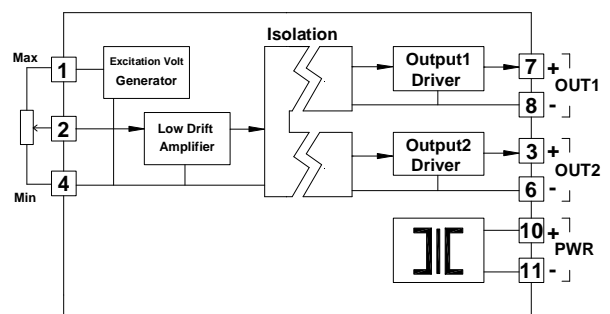 Isolation
Max
1
Excitation Volt
Generator
Output1
Driver
7
+
OUT1
8
-
2
Low Drift
Amplifier
Output2
Driver
3
+
OUT2
6
-
4
Min
10
+
PWR
11
-